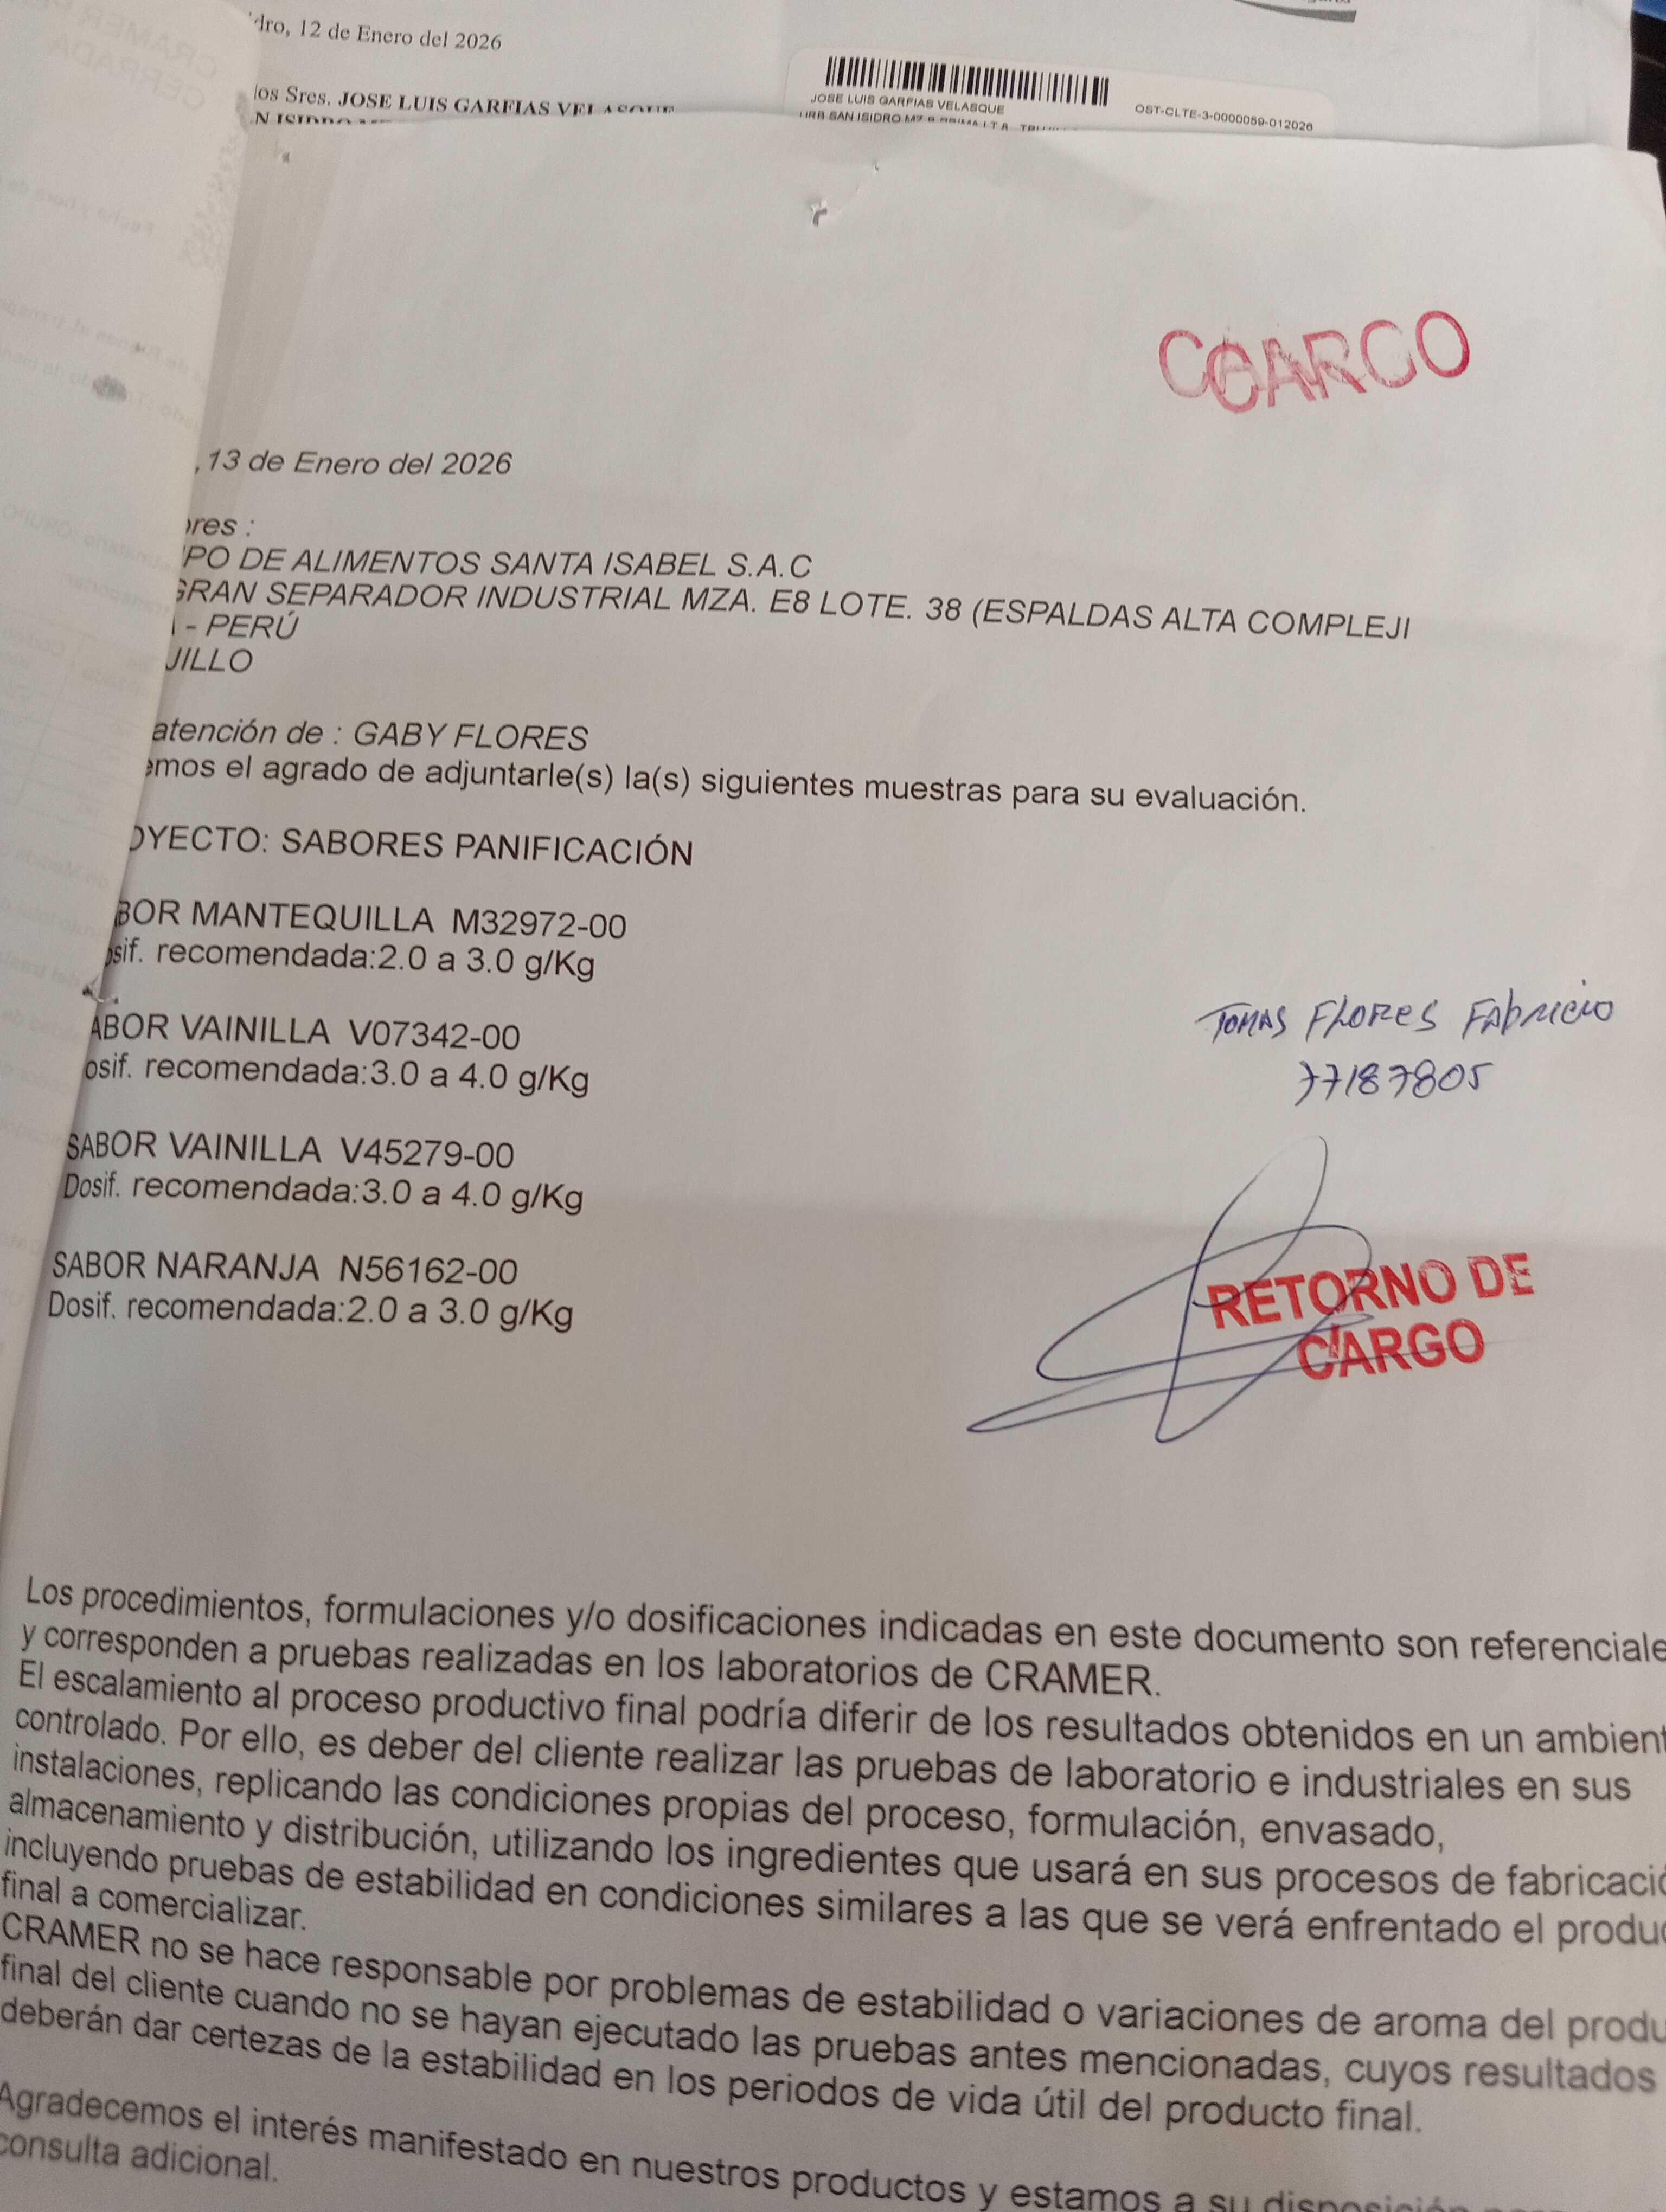 dro, 12 de Enero del 2026
los Sres. JOSE LUIS GARFIAS VELASQUE
JOSE LUIS GARFIAS VELASQUE
OST-CLTE-3-0000059-012026
URB SAN ISIDRO MZ
CARGO
, 13 de Enero del 2026
ores :
UPO DE ALIMENTOS SANTA ISABEL S.A.C
GRAN SEPARADOR INDUSTRIAL MZA. E8 LOTE. 38 (ESPALDAS ALTA COMPLEJI
- PERÚ
JILLO
atención de : GABY FLORES
emos el agrado de adjuntarle(s) la(s) siguientes muestras para su evaluación.
OYECTO: SABORES PANIFICACIÓN
BOR MANTEQUILLA M32972-00
osif. recomendada:2.0 a 3.0 g/Kg
ABOR VAINILLA V07342-00
osif. recomendada:3.0 a 4.0 g/Kg
TOMAS FLORES FAbricio
77187805
SABOR VAINILLA V45279-00
Dosif. recomendada:3.0 a 4.0 g/Kg
SABOR NARANJA N56162-00
Dosif. recomendada:2.0 a 3.0 g/Kg
RETORNO DE
CARGO
Los procedimientos, formulaciones y/o dosificaciones indicadas en este documento son referenciale
y corresponden a pruebas realizadas en los laboratorios de CRAMER.
El escalamiento al proceso productivo final podría diferir de los resultados obtenidos en un ambient
controlado. Por ello, es deber del cliente realizar las pruebas de laboratorio e industriales en sus
instalaciones, replicando las condiciones propias del proceso, formulación, envasado,
almacenamiento y distribución, utilizando los ingredientes que usará en sus procesos de fabricació
incluyendo pruebas de estabilidad en condiciones similares a las que se verá enfrentado el produc
final a comercializar.
CRAMER no se hace responsable por problemas de estabilidad o variaciones de aroma del produ
final del cliente cuando no se hayan ejecutado las pruebas antes mencionadas, cuyos resultados
deberán dar certezas de la estabilidad en los periodos de vida útil del producto final.
Agradecemos el interés manifestado en nuestros productos y estamos a su disposición
consulta adicional.